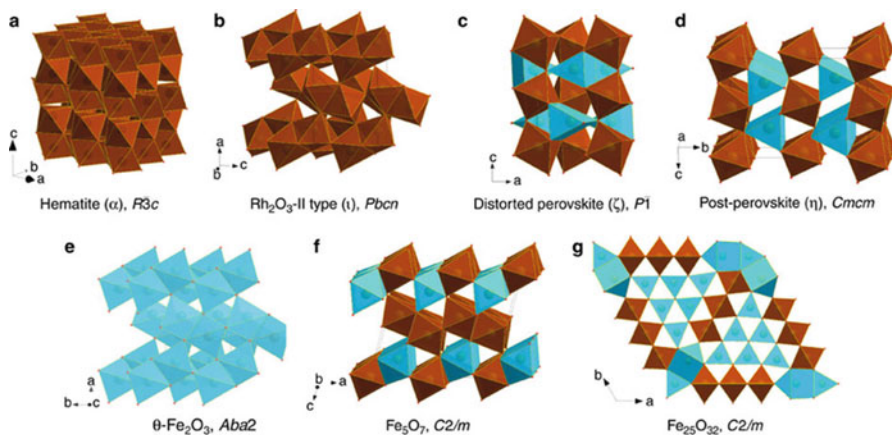 a
b
c
d
c
b
a
a
b
c
c
a
a
b
c
Hematite (α), R3̄c
Rh₂O₃-II type (ι), Pbcn
Distorted perovskite (ζ), P1̄
Post-perovskite (η), Cmcm
e
f
g
a
b
c
b
a
c
b
a
θ-Fe₂O₃, Aba2
Fe₅O₇, C2/m
Fe₂₅O₃₂, C2/m